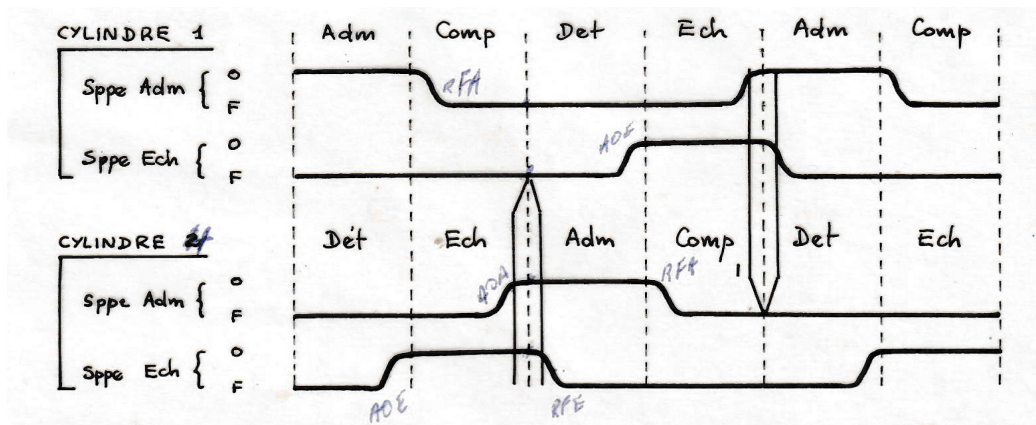 CYLINDRE 1 Adm Comp Det Ech Adm Comp
Sppe Adm { O
F
RFA
Sppe Ech { O
F
AOE
CYLINDRE 4 Dét Ech Adm Comp Det Ech
Sppe Adm { O
F
AOA
RFA
Sppe Ech { O
F
AOE
RFE